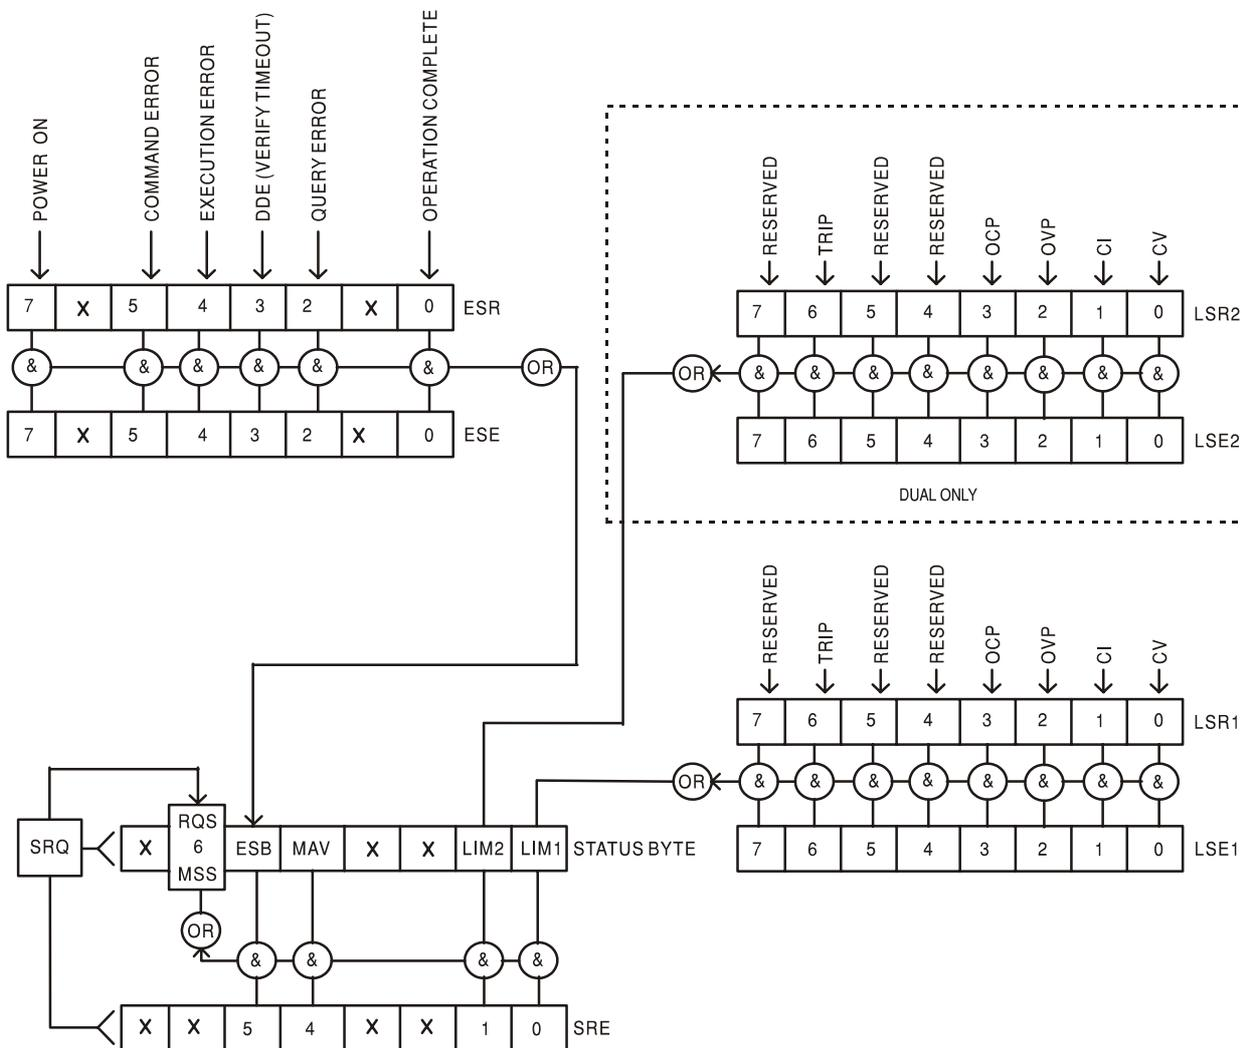 POWER ON
COMMAND ERROR
EXECUTION ERROR
DDE (VERIFY TIMEOUT)
QUERY ERROR
OPERATION COMPLETE
7 X 5 4 3 2 X 0 ESR
& & & & & & OR
7 X 5 4 3 2 X 0 ESE
RESERVED
TRIP
RESERVED
RESERVED
OCP
OVP
CI
CV
7 6 5 4 3 2 1 0 LSR2
OR & & & & & & & &
7 6 5 4 3 2 1 0 LSE2
DUAL ONLY
RESERVED
TRIP
RESERVED
RESERVED
OCP
OVP
CI
CV
7 6 5 4 3 2 1 0 LSR1
OR & & & & & & & &
7 6 5 4 3 2 1 0 LSE1
RQS
SRQ X 6 ESB MAV X X LIM2 LIM1 STATUS BYTE
MSS
OR
& & & &
X X 5 4 X X 1 0 SRE